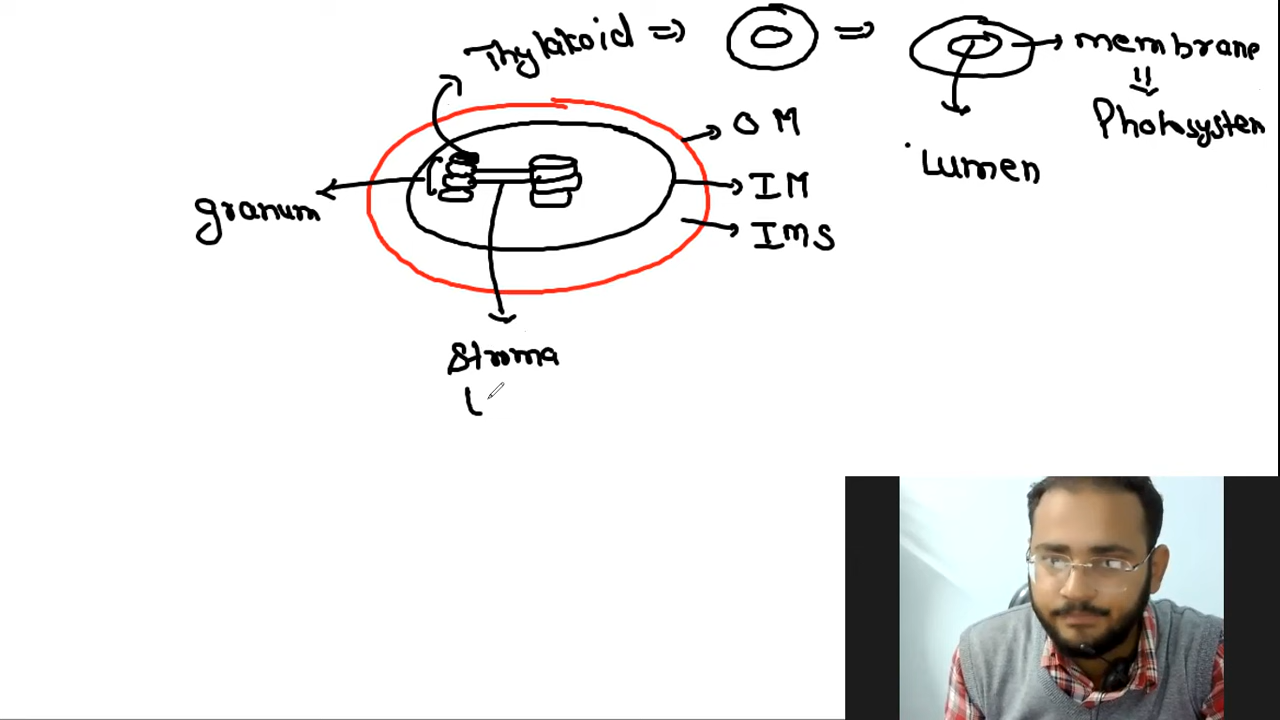 Thylakoid
membrane
Photosystem
Lumen
OM
IM
IMS
granum
Stroma
L